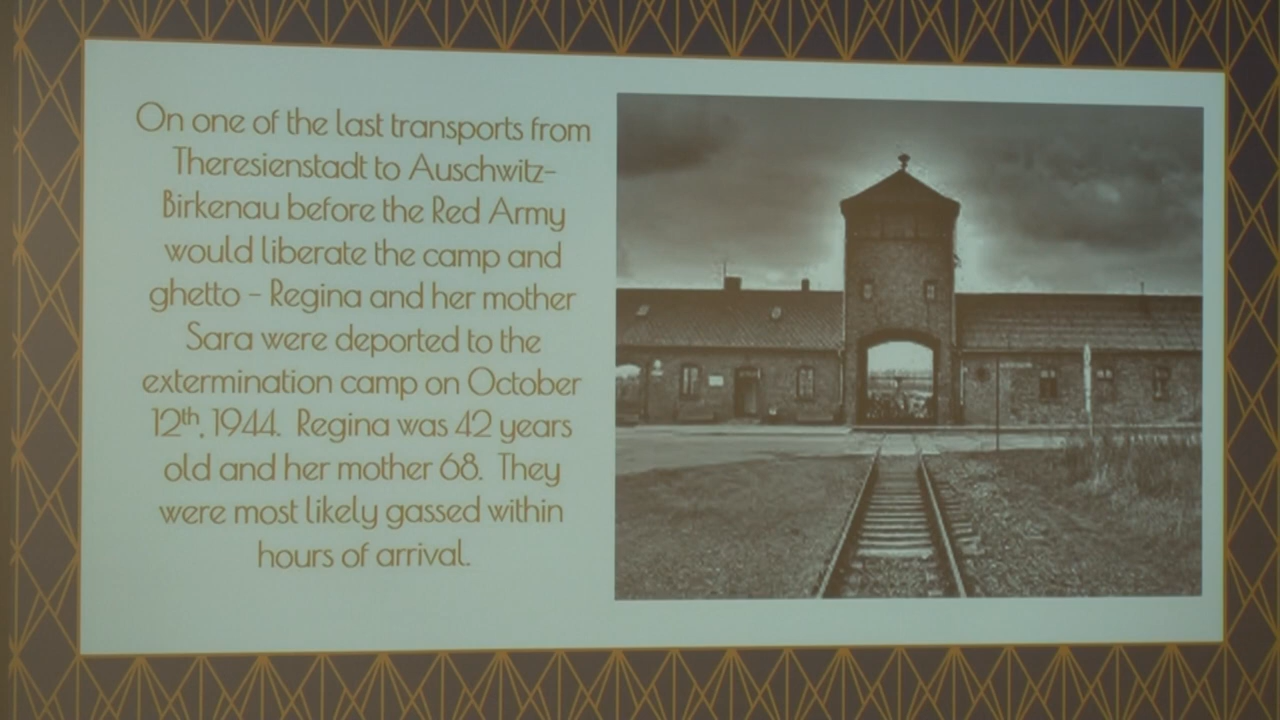 On one of the last transports from
Theresienstadt to Auschwitz-
Birkenau before the Red Army
would liberate the camp and
ghetto - Regina and her mother
Sara were deported to the
extermination camp on October
12th, 1944. Regina was 42 years
old and her mother 68. They
were most likely gassed within
hours of arrival.